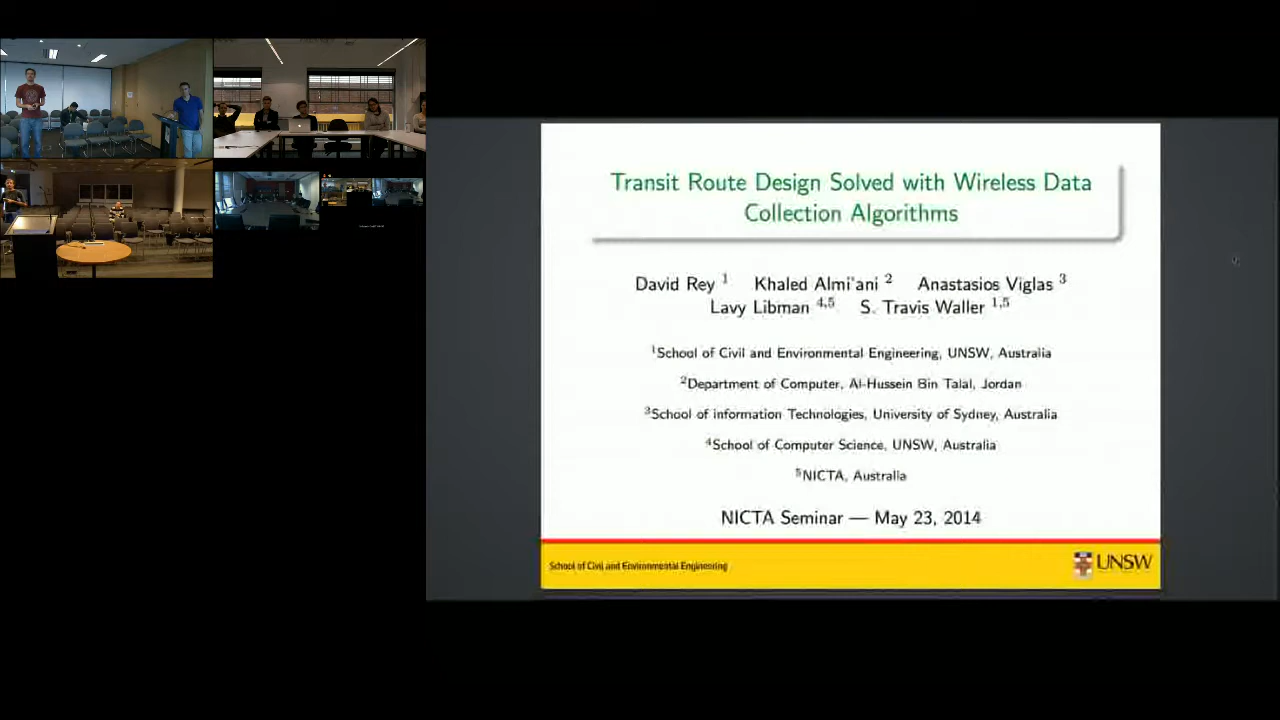 Transit Route Design Solved with Wireless Data
Collection Algorithms
David Rey 1 Khaled Almi'ani 2 Anastasios Viglas 3
Lavy Libman 4,5 S. Travis Waller 1,5
1School of Civil and Environmental Engineering, UNSW, Australia
2Department of Computer, Al-Hussein Bin Talal, Jordan
3School of information Technologies, University of Sydney, Australia
4School of Computer Science, UNSW, Australia
5NICTA, Australia
NICTA Seminar — May 23, 2014
School of Civil and Environmental Engineering
UNSW